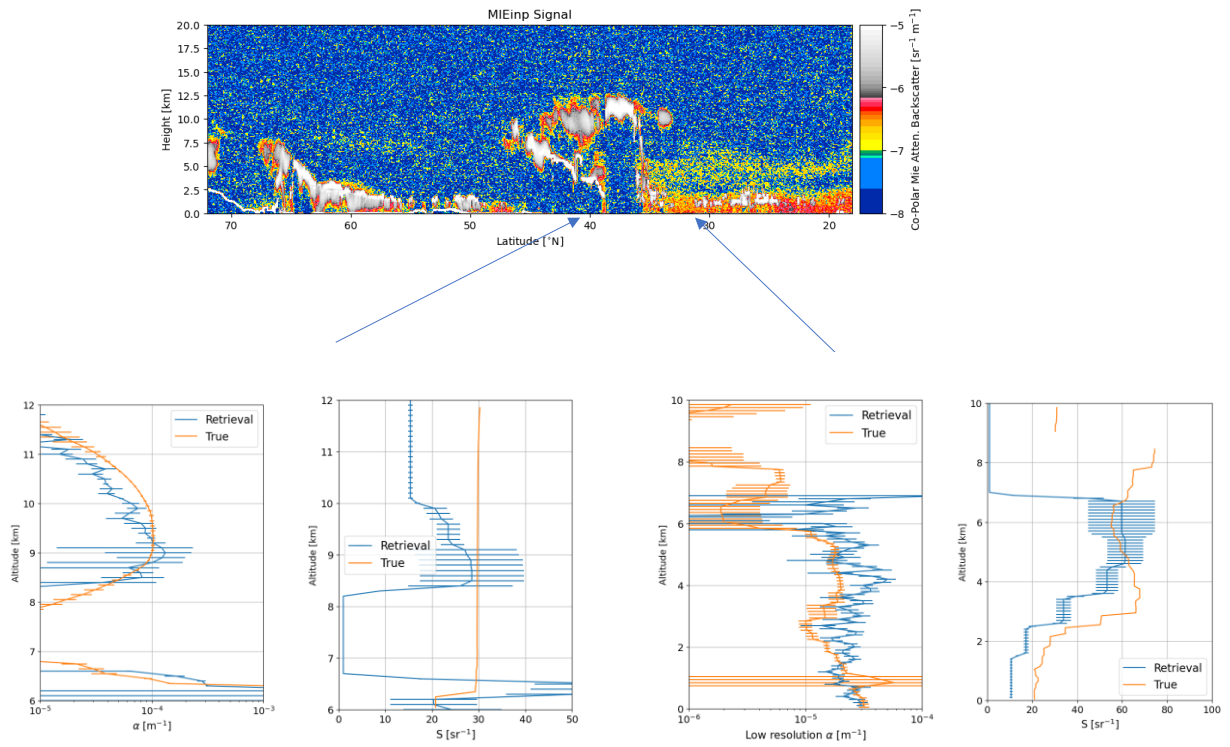 MIEinp Signal
20.0
17.5
15.0
12.5
10.0
7.5
5.0
2.5
0.0
Height [km]
70 60 50 40 30 20
Latitude [°N]
−5
−6
−7
−8
Co-Polar Mie Atten. Backscatter [sr⁻¹ m⁻¹]
12
11
10
9
8
7
6
Altitude [km]
Retrieval
True
10⁻⁵ 10⁻⁴ 10⁻³
α [m⁻¹]
12
11
10
9
8
7
6
Altitude [km]
Retrieval
True
0 10 20 30 40 50
S [sr⁻¹]
10
8
6
4
2
0
Altitude [km]
Retrieval
True
10⁻⁶ 10⁻⁵ 10⁻⁴
Low resolution α [m⁻¹]
10
8
6
4
2
0
Altitude [km]
Retrieval
True
0 20 40 60 80 100
S [sr⁻¹]